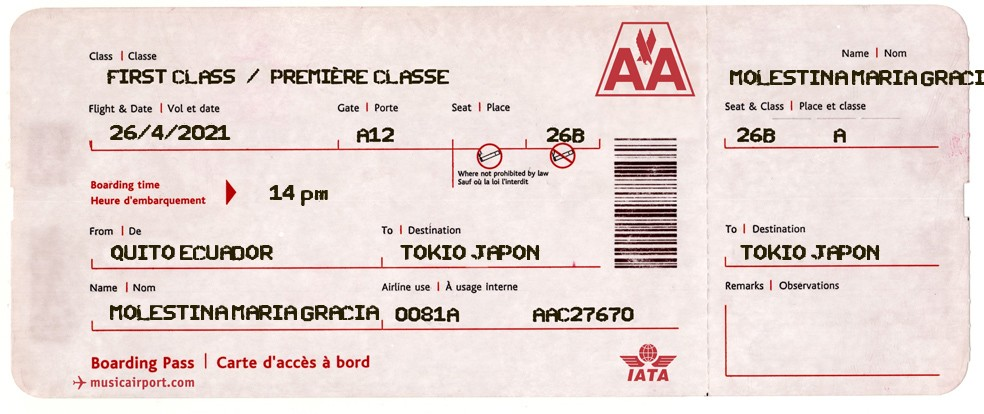 Class | Classe
FIRST CLASS / PREMIÈRE CLASSE
Flight & Date | Vol et date
Gate | Porte
Seat | Place
26/4/2021
A12
26B
Where not prohibited by law
Sauf où la loi l'interdit
Boarding time
Heure d'embarquement
14 pm
From | De
To | Destination
QUITO ECUADOR
TOKIO JAPON
Name | Nom
Airline use | À usage interne
MOLESTINA MARIA GRACIA
0081A
AAC27670
Boarding Pass | Carte d'accès à bord
musicairport.com
AA
IATA
Name | Nom
MOLESTINA MARIA GRACI
Seat & Class | Place et classe
26B
A
To | Destination
TOKIO JAPON
Remarks | Observations